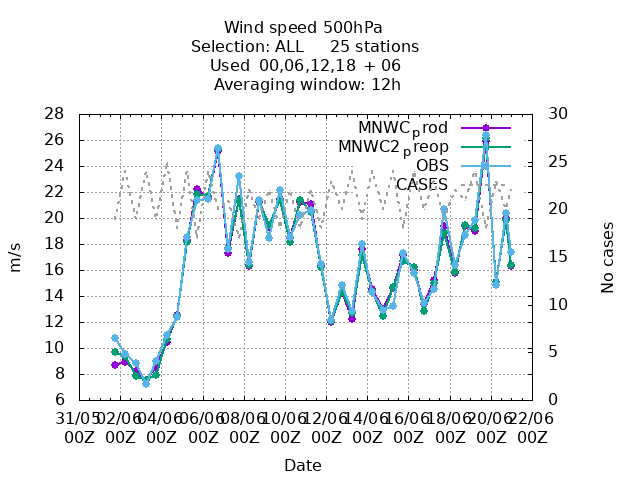 Wind speed 500hPa
Selection: ALL     25 stations
Used 00,06,12,18 + 06
Averaging window: 12h
28 30
26
24 25
22
20 20
18
16 15
14
12 10
10
8 5
6 0
MNWCprod
MNWC2preop
OBS
CASES
m/s
No cases
31/05 02/06 04/06 06/06 08/06 10/06 12/06 14/06 16/06 18/06 20/06 22/06
00Z 00Z 00Z 00Z 00Z 00Z 00Z 00Z 00Z 00Z 00Z 00Z
Date